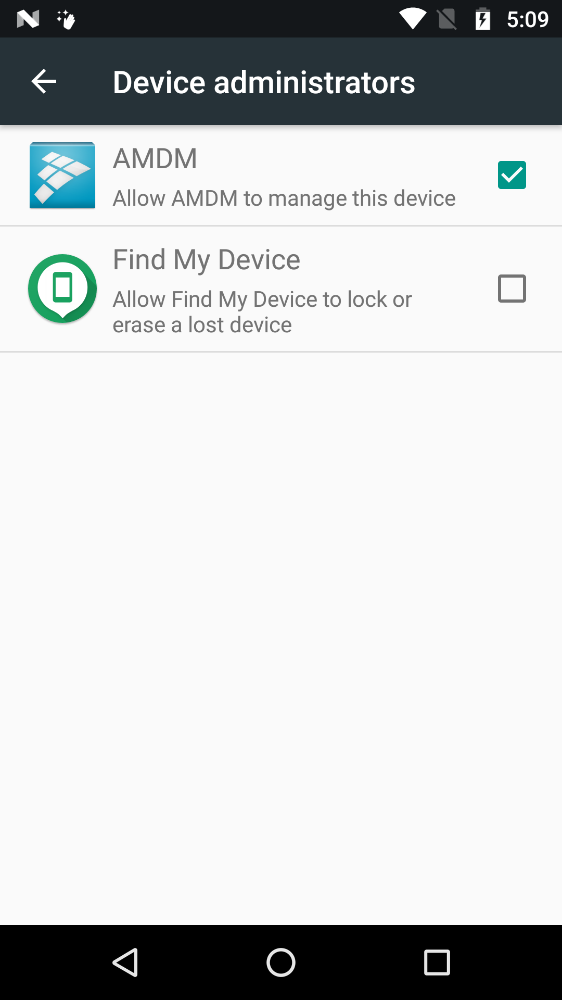 5:09
Device administrators
AMDM
Allow AMDM to manage this device
Find My Device
Allow Find My Device to lock or
erase a lost device